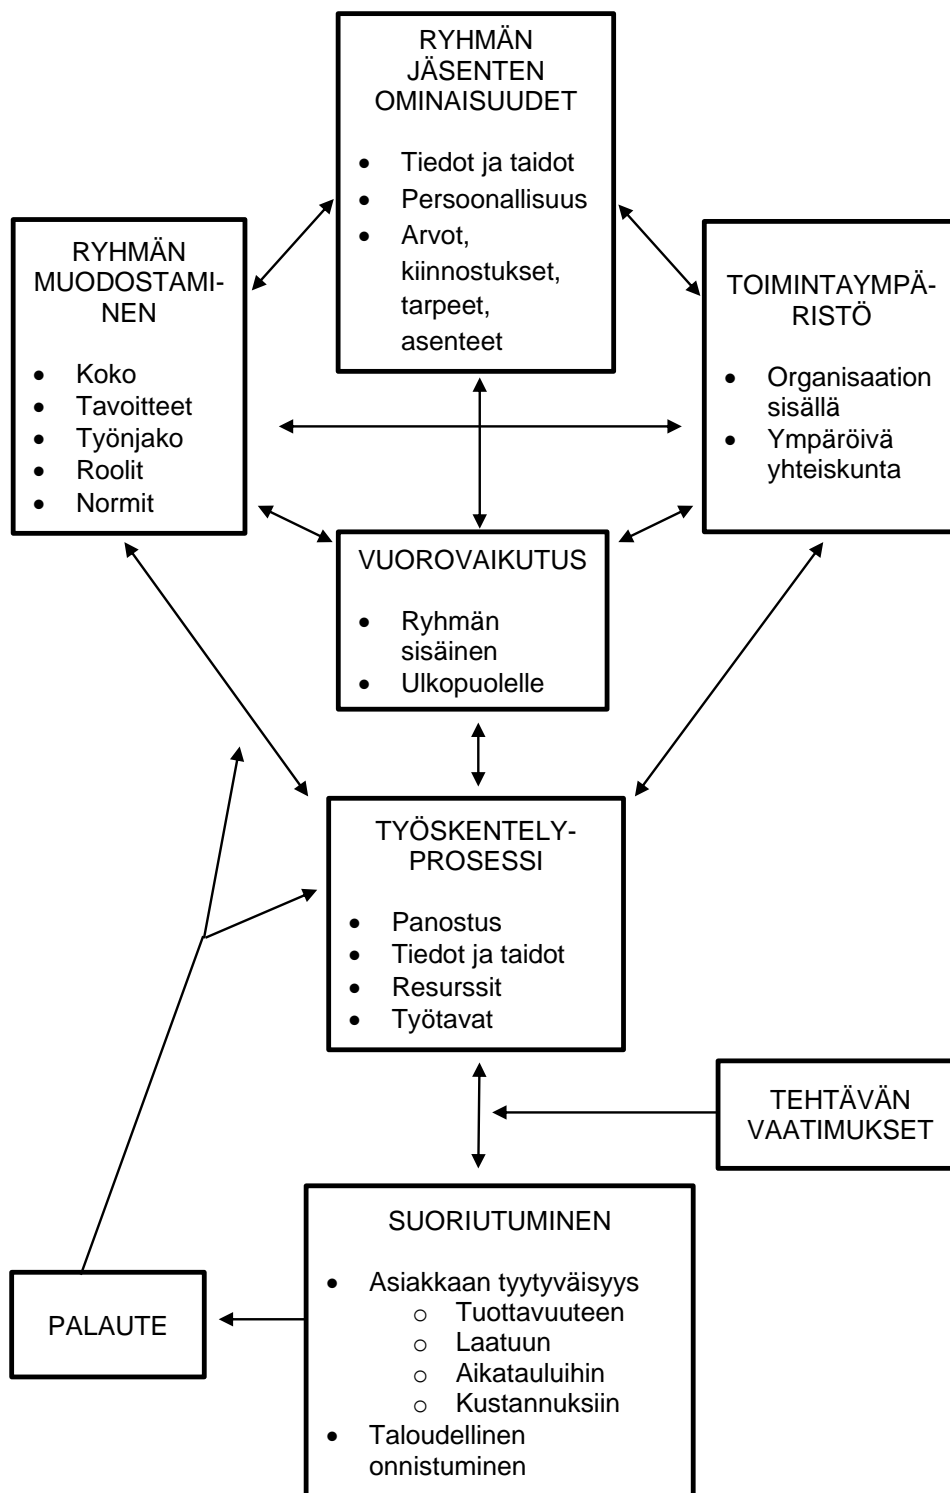 RYHMÄN
JÄSENTEN
OMINAISUUDET
• Tiedot ja taidot
• Persoonallisuus
• Arvot,
kiinnostukset,
tarpeet,
asenteet
RYHMÄN
MUODOSTAMI-
NEN
• Koko
• Tavoitteet
• Työnjako
• Roolit
• Normit
TOIMINTAYMPÄ-
RISTÖ
• Organisaation
sisällä
• Ympäröivä
yhteiskunta
VUOROVAIKUTUS
• Ryhmän
sisäinen
• Ulkopuolelle
TYÖSKENTELY-
PROSESSI
• Panostus
• Tiedot ja taidot
• Resurssit
• Työtavat
TEHTÄVÄN
VAATIMUKSET
SUORIUTUMINEN
• Asiakkaan tyytyväisyys
o Tuottavuuteen
o Laatuun
o Aikatauluihin
o Kustannuksiin
• Taloudellinen
onnistuminen
PALAUTE